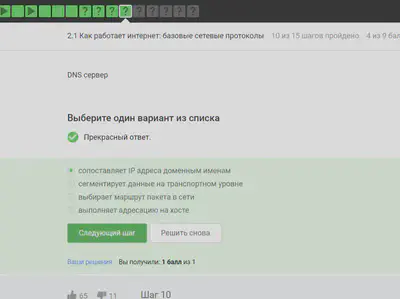 ? ? ? ? ? ? ? ? ?
2.1 Как работает интернет: базовые сетевые протоколы 10 из 15 шагов пройдено 4 из 9 бал
DNS сервер
Выберите один вариант из списка
Прекрасный ответ.
сопоставляет IP адреса доменным именам
сегментирует данные на транспортном уровне
выбирает маршрут пакета в сети
выполняет адресацию на хосте
Следующий шаг Решить снова
Ваши решения Вы получили: 1 балл из 1
65 11 Шаг 10